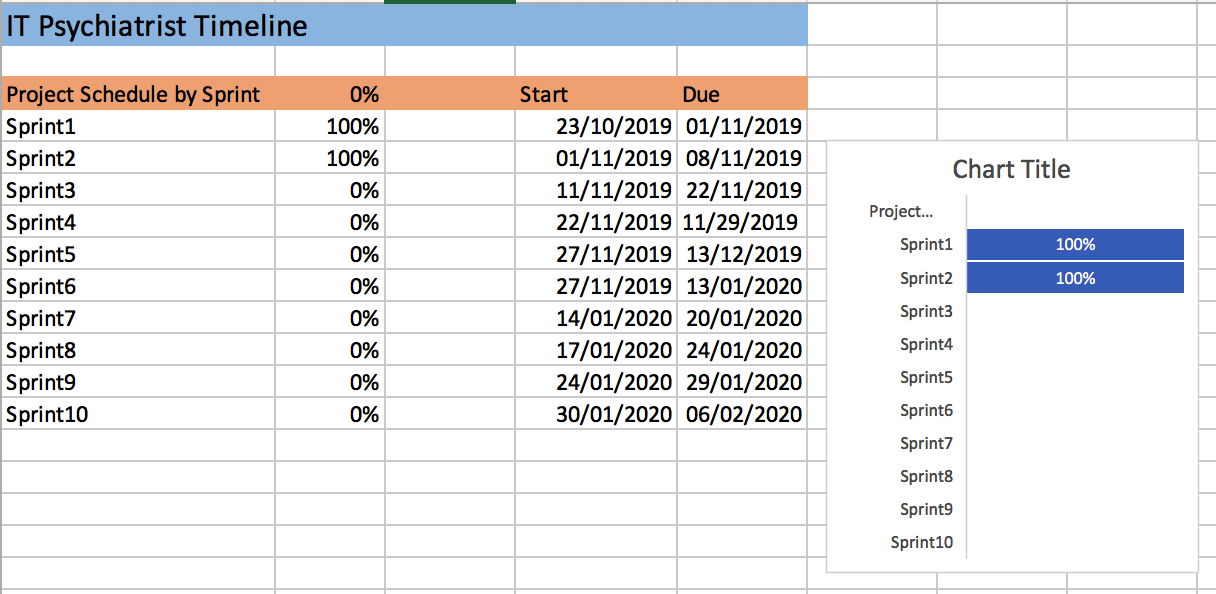 IT Psychiatrist Timeline
Project Schedule by Sprint 0% Start Due
Sprint1 100% 23/10/2019 01/11/2019
Sprint2 100% 01/11/2019 08/11/2019
Sprint3 0% 11/11/2019 22/11/2019
Sprint4 0% 22/11/2019 11/29/2019
Sprint5 0% 27/11/2019 13/12/2019
Sprint6 0% 27/11/2019 13/01/2020
Sprint7 0% 14/01/2020 20/01/2020
Sprint8 0% 17/01/2020 24/01/2020
Sprint9 0% 24/01/2020 29/01/2020
Sprint10 0% 30/01/2020 06/02/2020
Chart Title
Project...
Sprint1 100%
Sprint2 100%
Sprint3
Sprint4
Sprint5
Sprint6
Sprint7
Sprint8
Sprint9
Sprint10